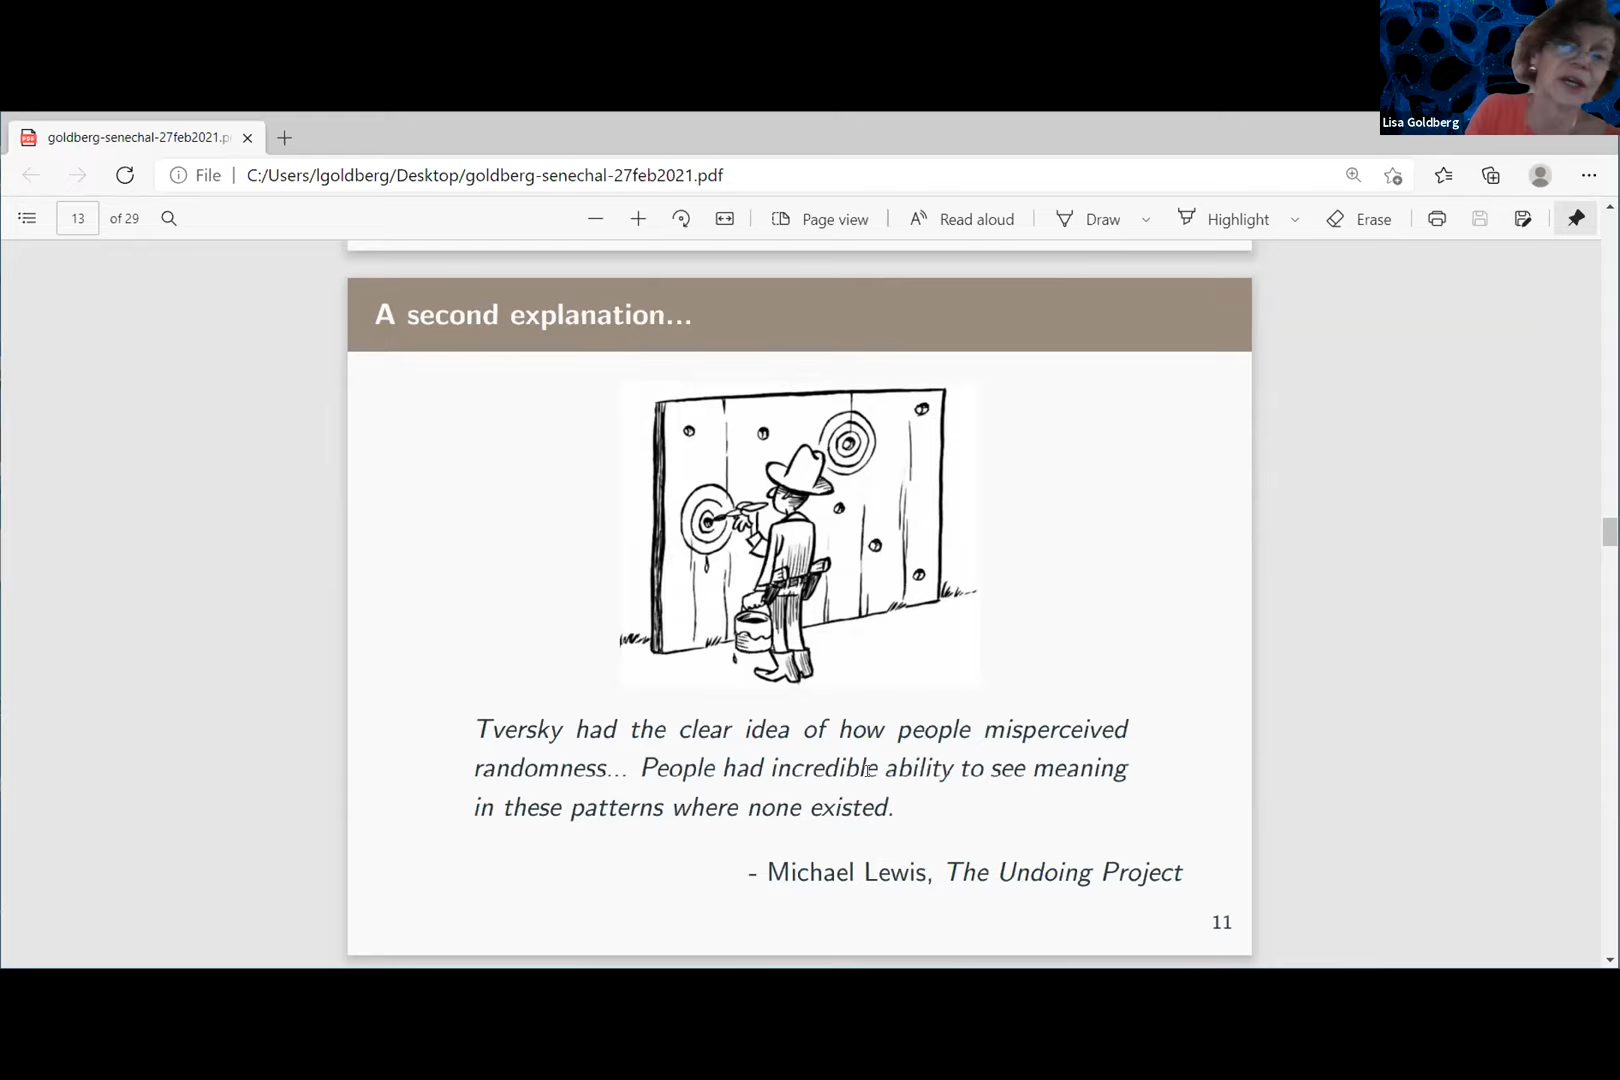 Lisa Goldberg
goldberg-senechal-27feb2021.p
File
C:/Users/lgoldberg/Desktop/goldberg-senechal-27feb2021.pdf
13 of 29
Page view
Read aloud
Draw
Highlight
Erase
A second explanation...
Tversky had the clear idea of how people misperceived
randomness... People had incredible ability to see meaning
in these patterns where none existed.
- Michael Lewis, The Undoing Project
11